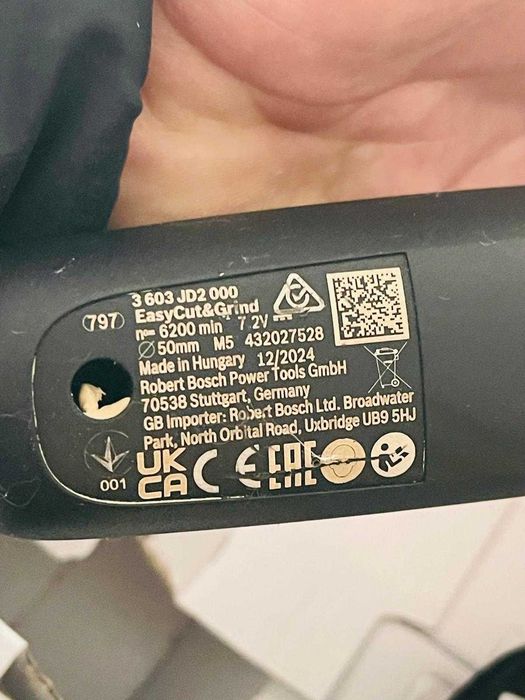 3 603 JD2 000
(797) EasyCut&Grind
n= 6200 min 7.2V
Ø 50mm M5 432027528
Made in Hungary 12/2024
Robert Bosch Power Tools GmbH
70538 Stuttgart, Germany
GB Importer: Robert Bosch Ltd. Broadwater
Park, North Orbital Road, Uxbridge UB9 5HJ
001 UK
CA CE EAC